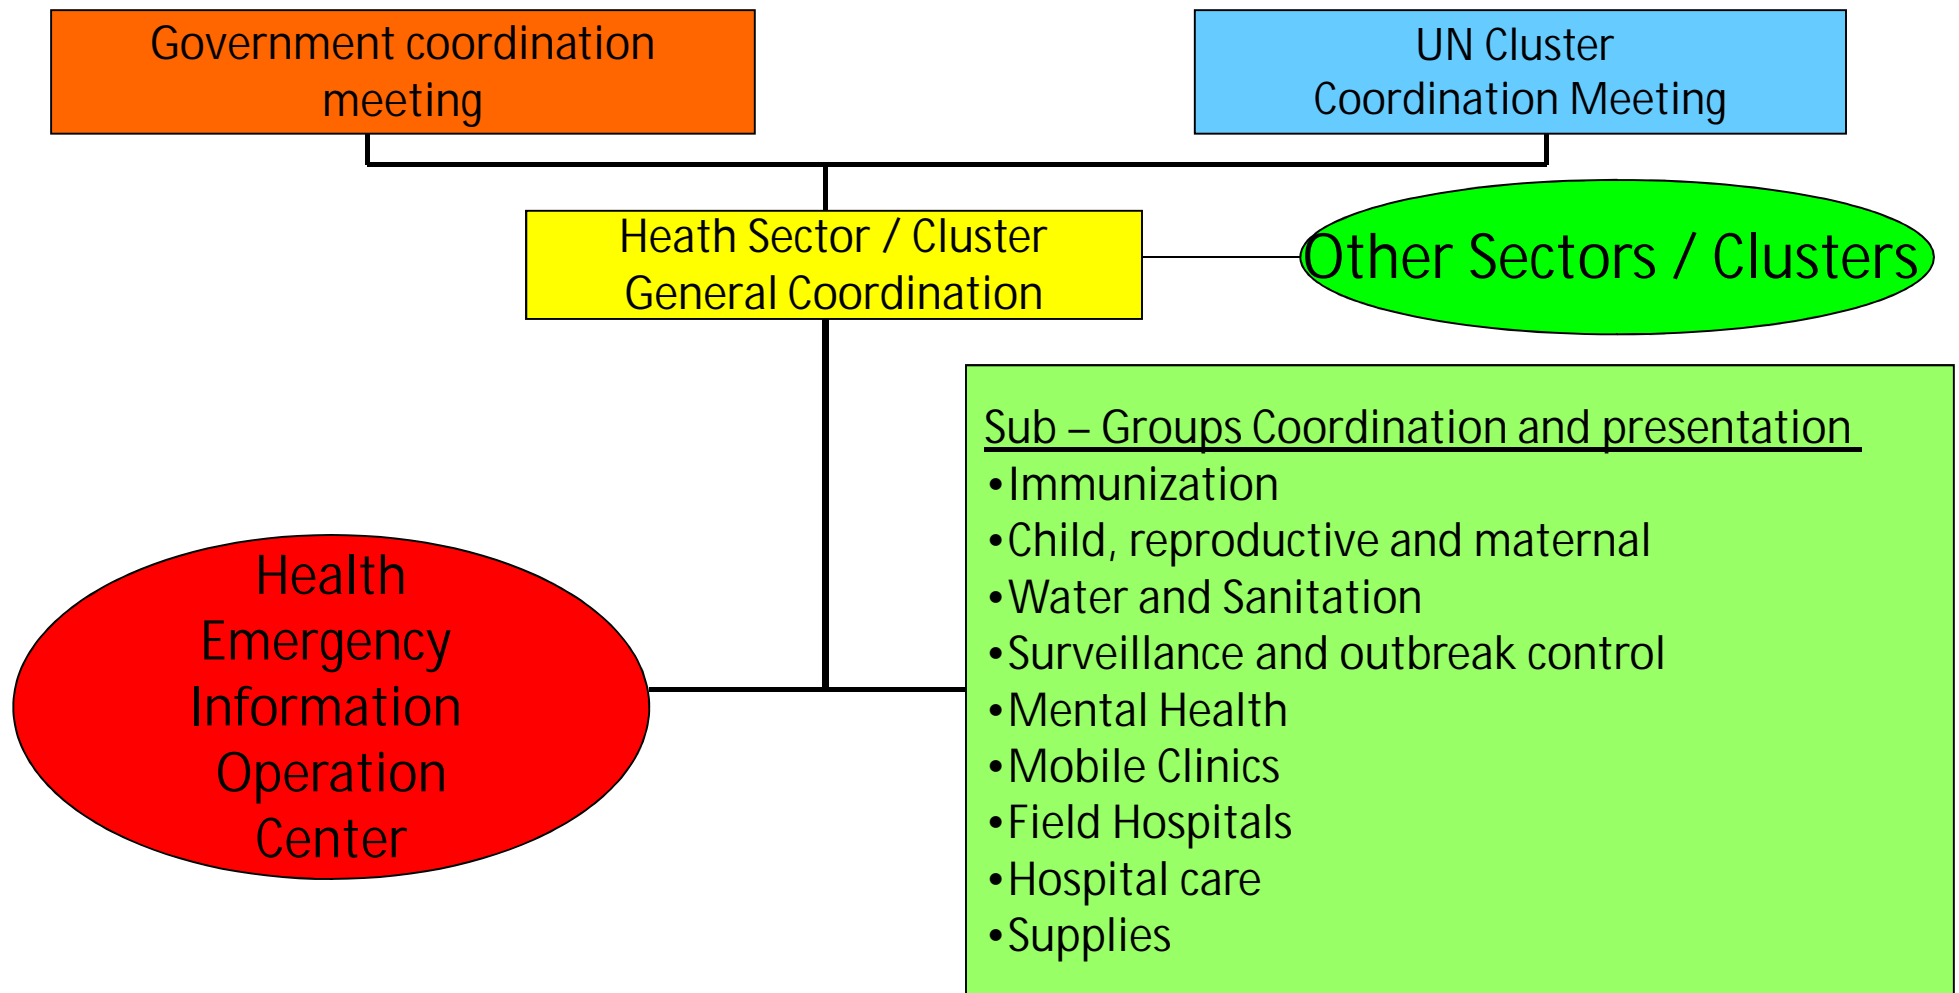 Government coordination
meeting
UN Cluster
Coordination Meeting
Heath Sector / Cluster
General Coordination
Other Sectors / Clusters
Sub – Groups Coordination and presentation
•Immunization
•Child, reproductive and maternal
•Water and Sanitation
•Surveillance and outbreak control
•Mental Health
•Mobile Clinics
•Field Hospitals
•Hospital care
•Supplies
Health
Emergency
Information
Operation
Center